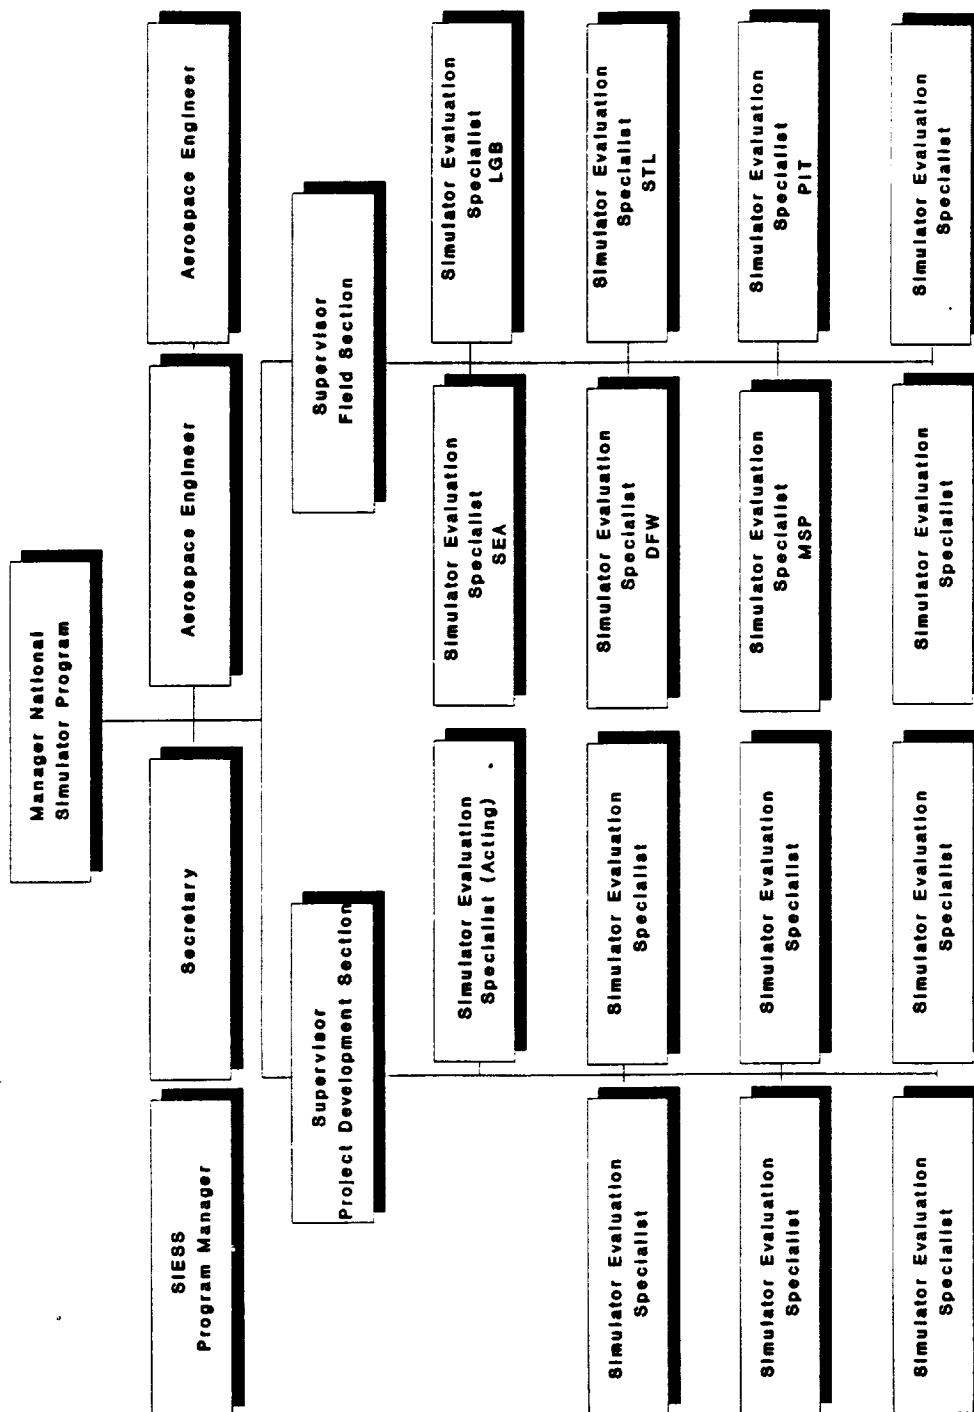 Manager National
Simulator Program
SIESS
Program Manager
Secretary
Aerospace Engineer
Aerospace Engineer
Supervisor
Project Development Section
Supervisor
Field Section
Simulator Evaluation
Specialist (Acting)
Simulator Evaluation
Specialist
SEA
Simulator Evaluation
Specialist
LGB
Simulator Evaluation
Specialist
Simulator Evaluation
Specialist
Simulator Evaluation
Specialist
DFW
Simulator Evaluation
Specialist
STL
Simulator Evaluation
Specialist
Simulator Evaluation
Specialist
Simulator Evaluation
Specialist
MSP
Simulator Evaluation
Specialist
PIT
Simulator Evaluation
Specialist
Simulator Evaluation
Specialist
Simulator Evaluation
Specialist
Simulator Evaluation
Specialist